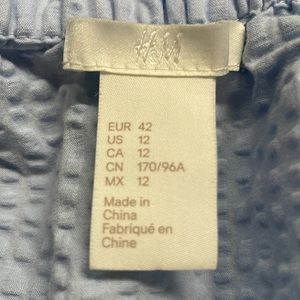 H&M
EUR 42
US 12
CA 12
CN 170/96A
MX 12
Made in
China
Fabriqué en
Chine